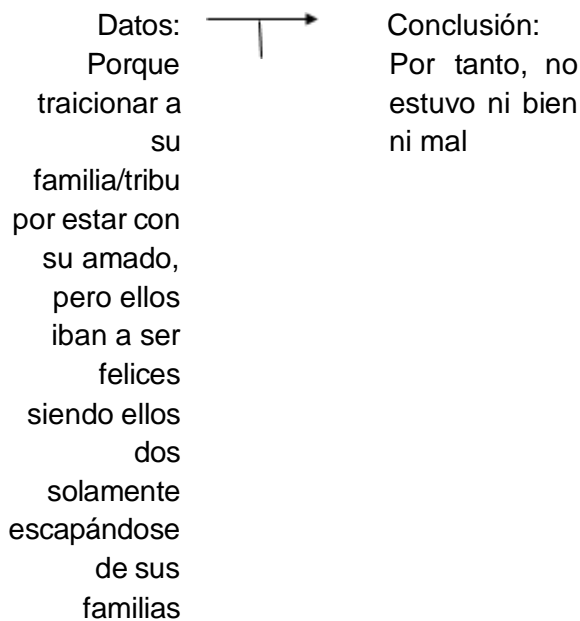 Datos:
Porque
traicionar a
su
familia/tribu
por estar con
su amado,
pero ellos
iban a ser
felices
siendo ellos
dos
solamente
escapándose
de sus
familias
Conclusión:
Por tanto, no
estuvo ni bien
ni mal